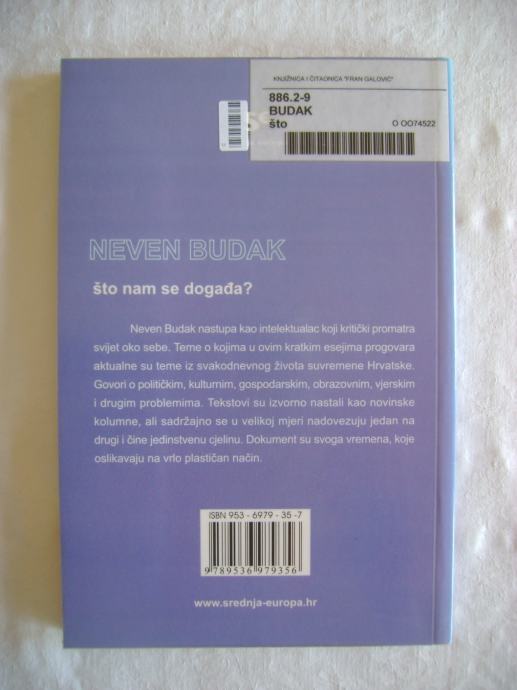 KNJIŽNICA I ČITAONICA "FRAN GALOVIĆ"
886.2-9
BUDAK
što
O OO74522
NEVEN BUDAK
što nam se događa?
Neven Budak nastupa kao intelektualac koji kritički promatra
svijet oko sebe. Teme o kojima u ovim kratkim esejima progovara
aktualne su teme iz svakodnevnog života suvremene Hrvatske.
Govori o političkim, kulturnim, gospodarskim, obrazovnim, vjerskim
i drugim problemima. Tekstovi su izvorno nastali kao novinske
kolumne, ali sadržajno se u velikoj mjeri nadovezuju jedan na
drugi i čine jedinstvenu cjelinu. Dokument su svoga vremena, koje
oslikavaju na vrlo plastičan način.
ISBN 953 - 6979 - 35 - 7
9 789536 979356
www.srednja-europa.hr